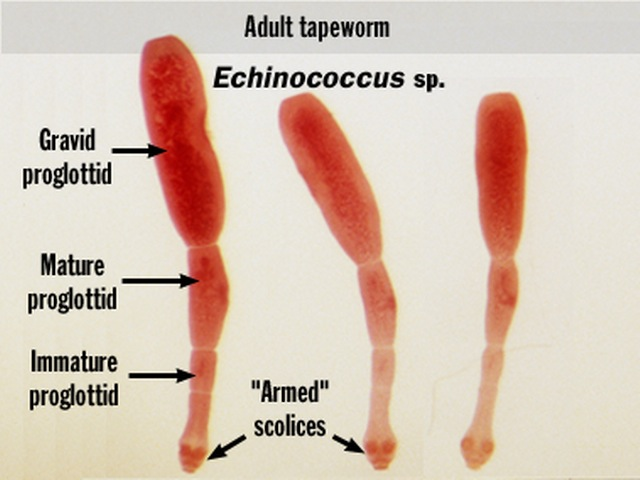 Adult tapeworm
Echinococcus sp.
Gravid
proglottid
Mature
proglottid
Immature
proglottid
"Armed"
scolices